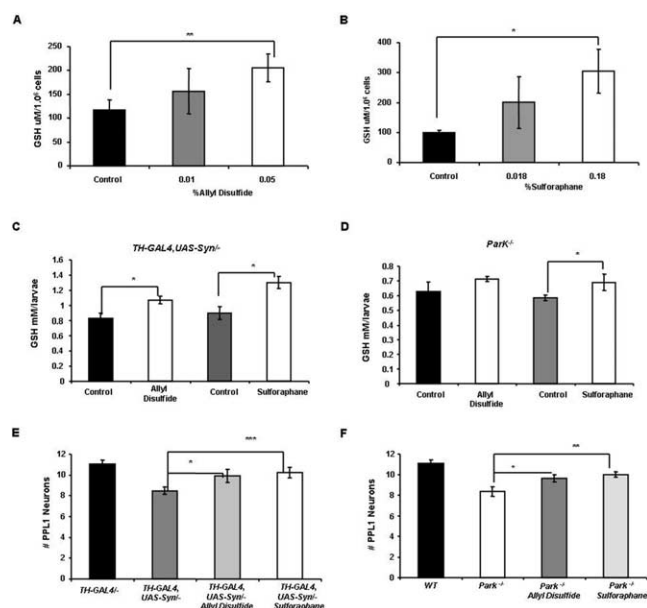 A
**
250
200
150
100
50
0
GSH uM/1.0⁶ cells
Control
0.01
0.05
%Allyl Disulfide
B
*
400
300
200
100
0
GSH uM/1.0⁶ cells
Control
0.018
0.18
%Sulforaphane
C
TH-GAL4,UAS-Syn/-
1.6
1.4
1.2
1
0.8
0.6
0.4
0.2
0
GSH mM/larvae
*
*
Control
Allyl
Disulfide
Control
Sulforaphane
D
ParK-/-
0.8
0.7
0.6
0.5
0.4
0.3
0.2
0.1
0
GSH mM/larvae
*
Control
Allyl
Disulfide
Control
Sulforaphane
E
***
*
12
10
8
6
4
2
0
# PPL1 Neurons
TH-GAL4/-
TH-GAL4,
UAS-Syn/-
TH-GAL4,
UAS-Syn/-
Allyl Disulfide
TH-GAL4,
UAS-Syn/-
Sulforaphane
F
**
*
12
10
8
6
4
2
0
# PPL1 Neurons
WT
Park-/-
Park-/-
Allyl Disulfide
Park-/-
Sulforaphane